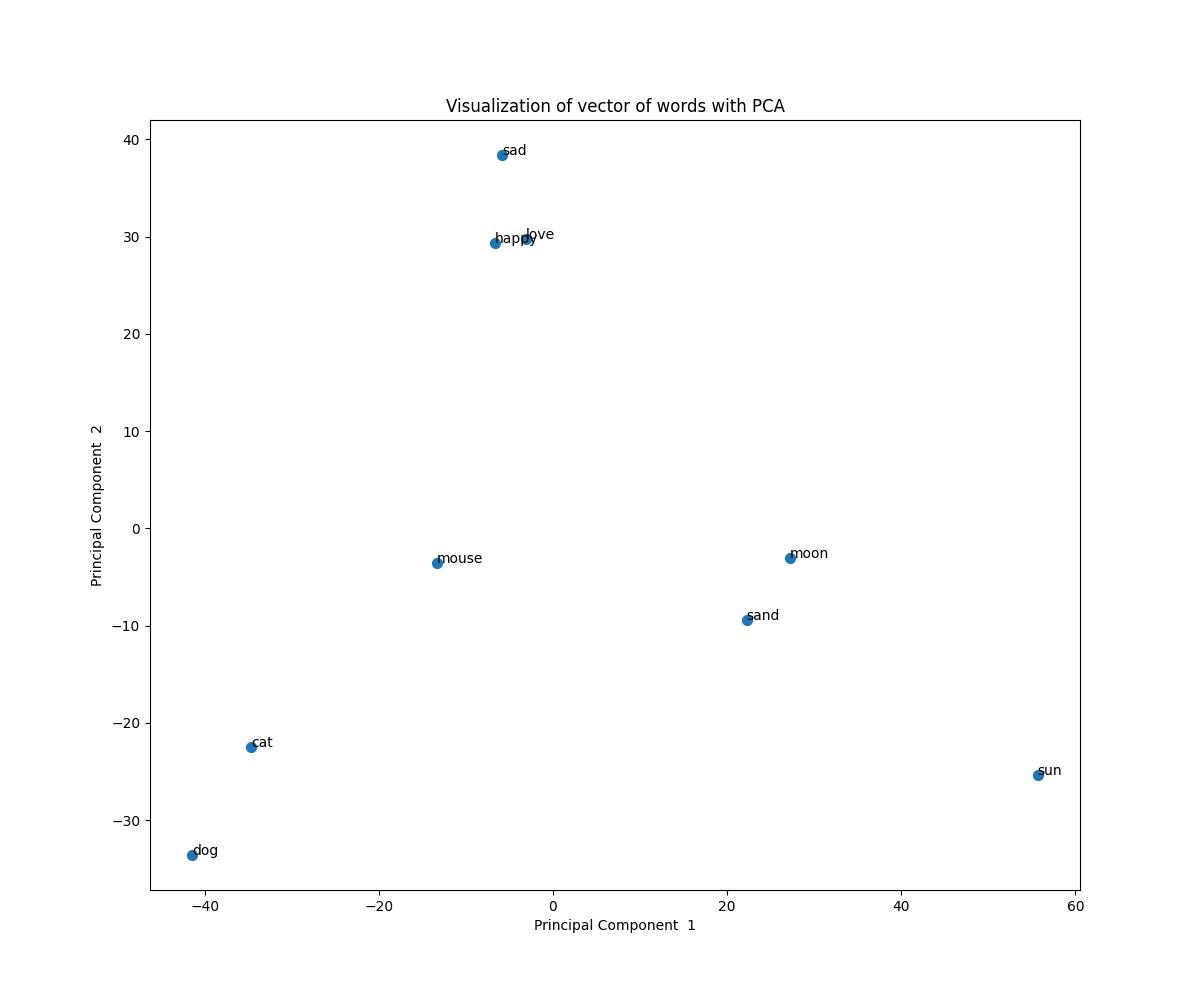 Visualization of vector of words with PCA
40
sad
30
happy
love
20
10
Principal Component  2
0
mouse
moon
sand
−10
−20
cat
sun
−30
dog
−40
−20
0
20
40
60
Principal Component  1